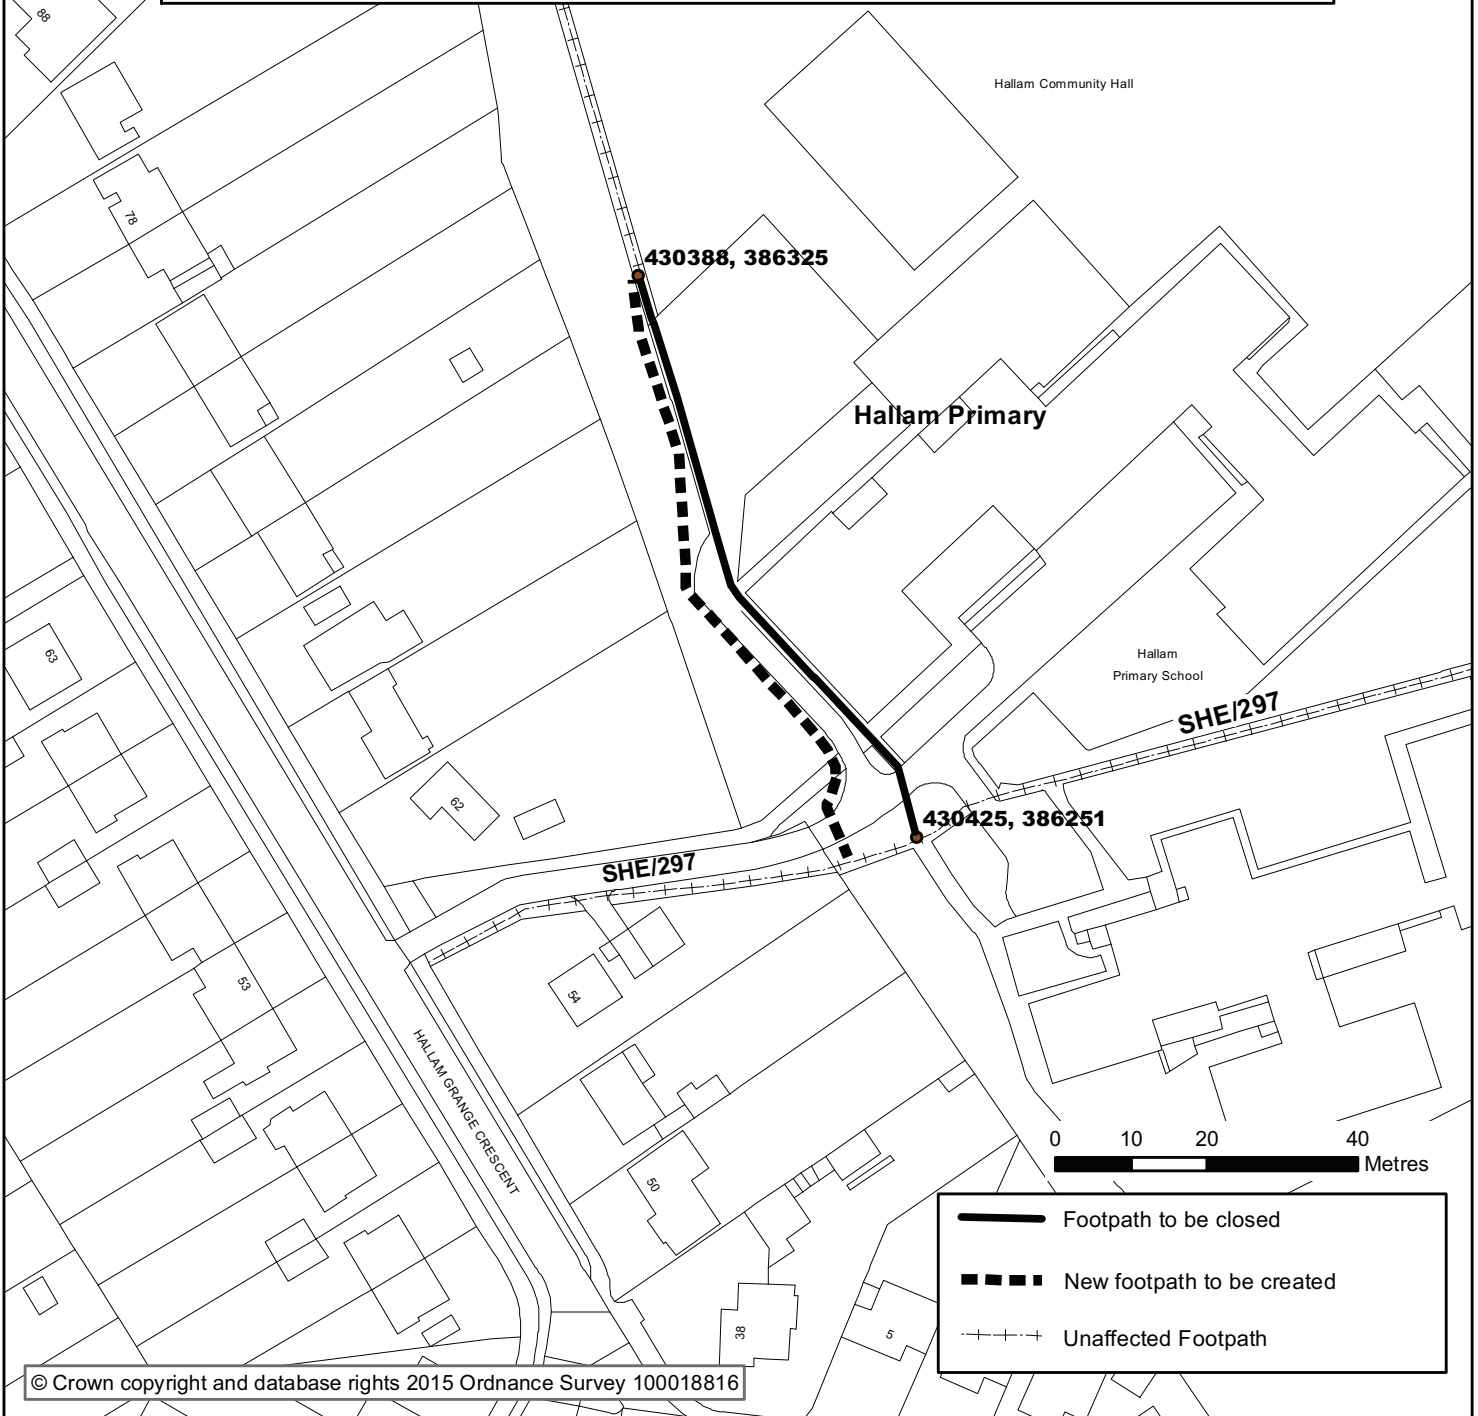 88
Hallam Community Hall
78
430388, 386325
Hallam Primary
63
Hallam
Primary School
SHE/297
62
430425, 386251
SHE/297
53
54
HALLAM GRANGE CRESCENT
50
0 10 20 40
Metres
Footpath to be closed
New footpath to be created
Unaffected Footpath
38
5
© Crown copyright and database rights 2015 Ordnance Survey 100018816